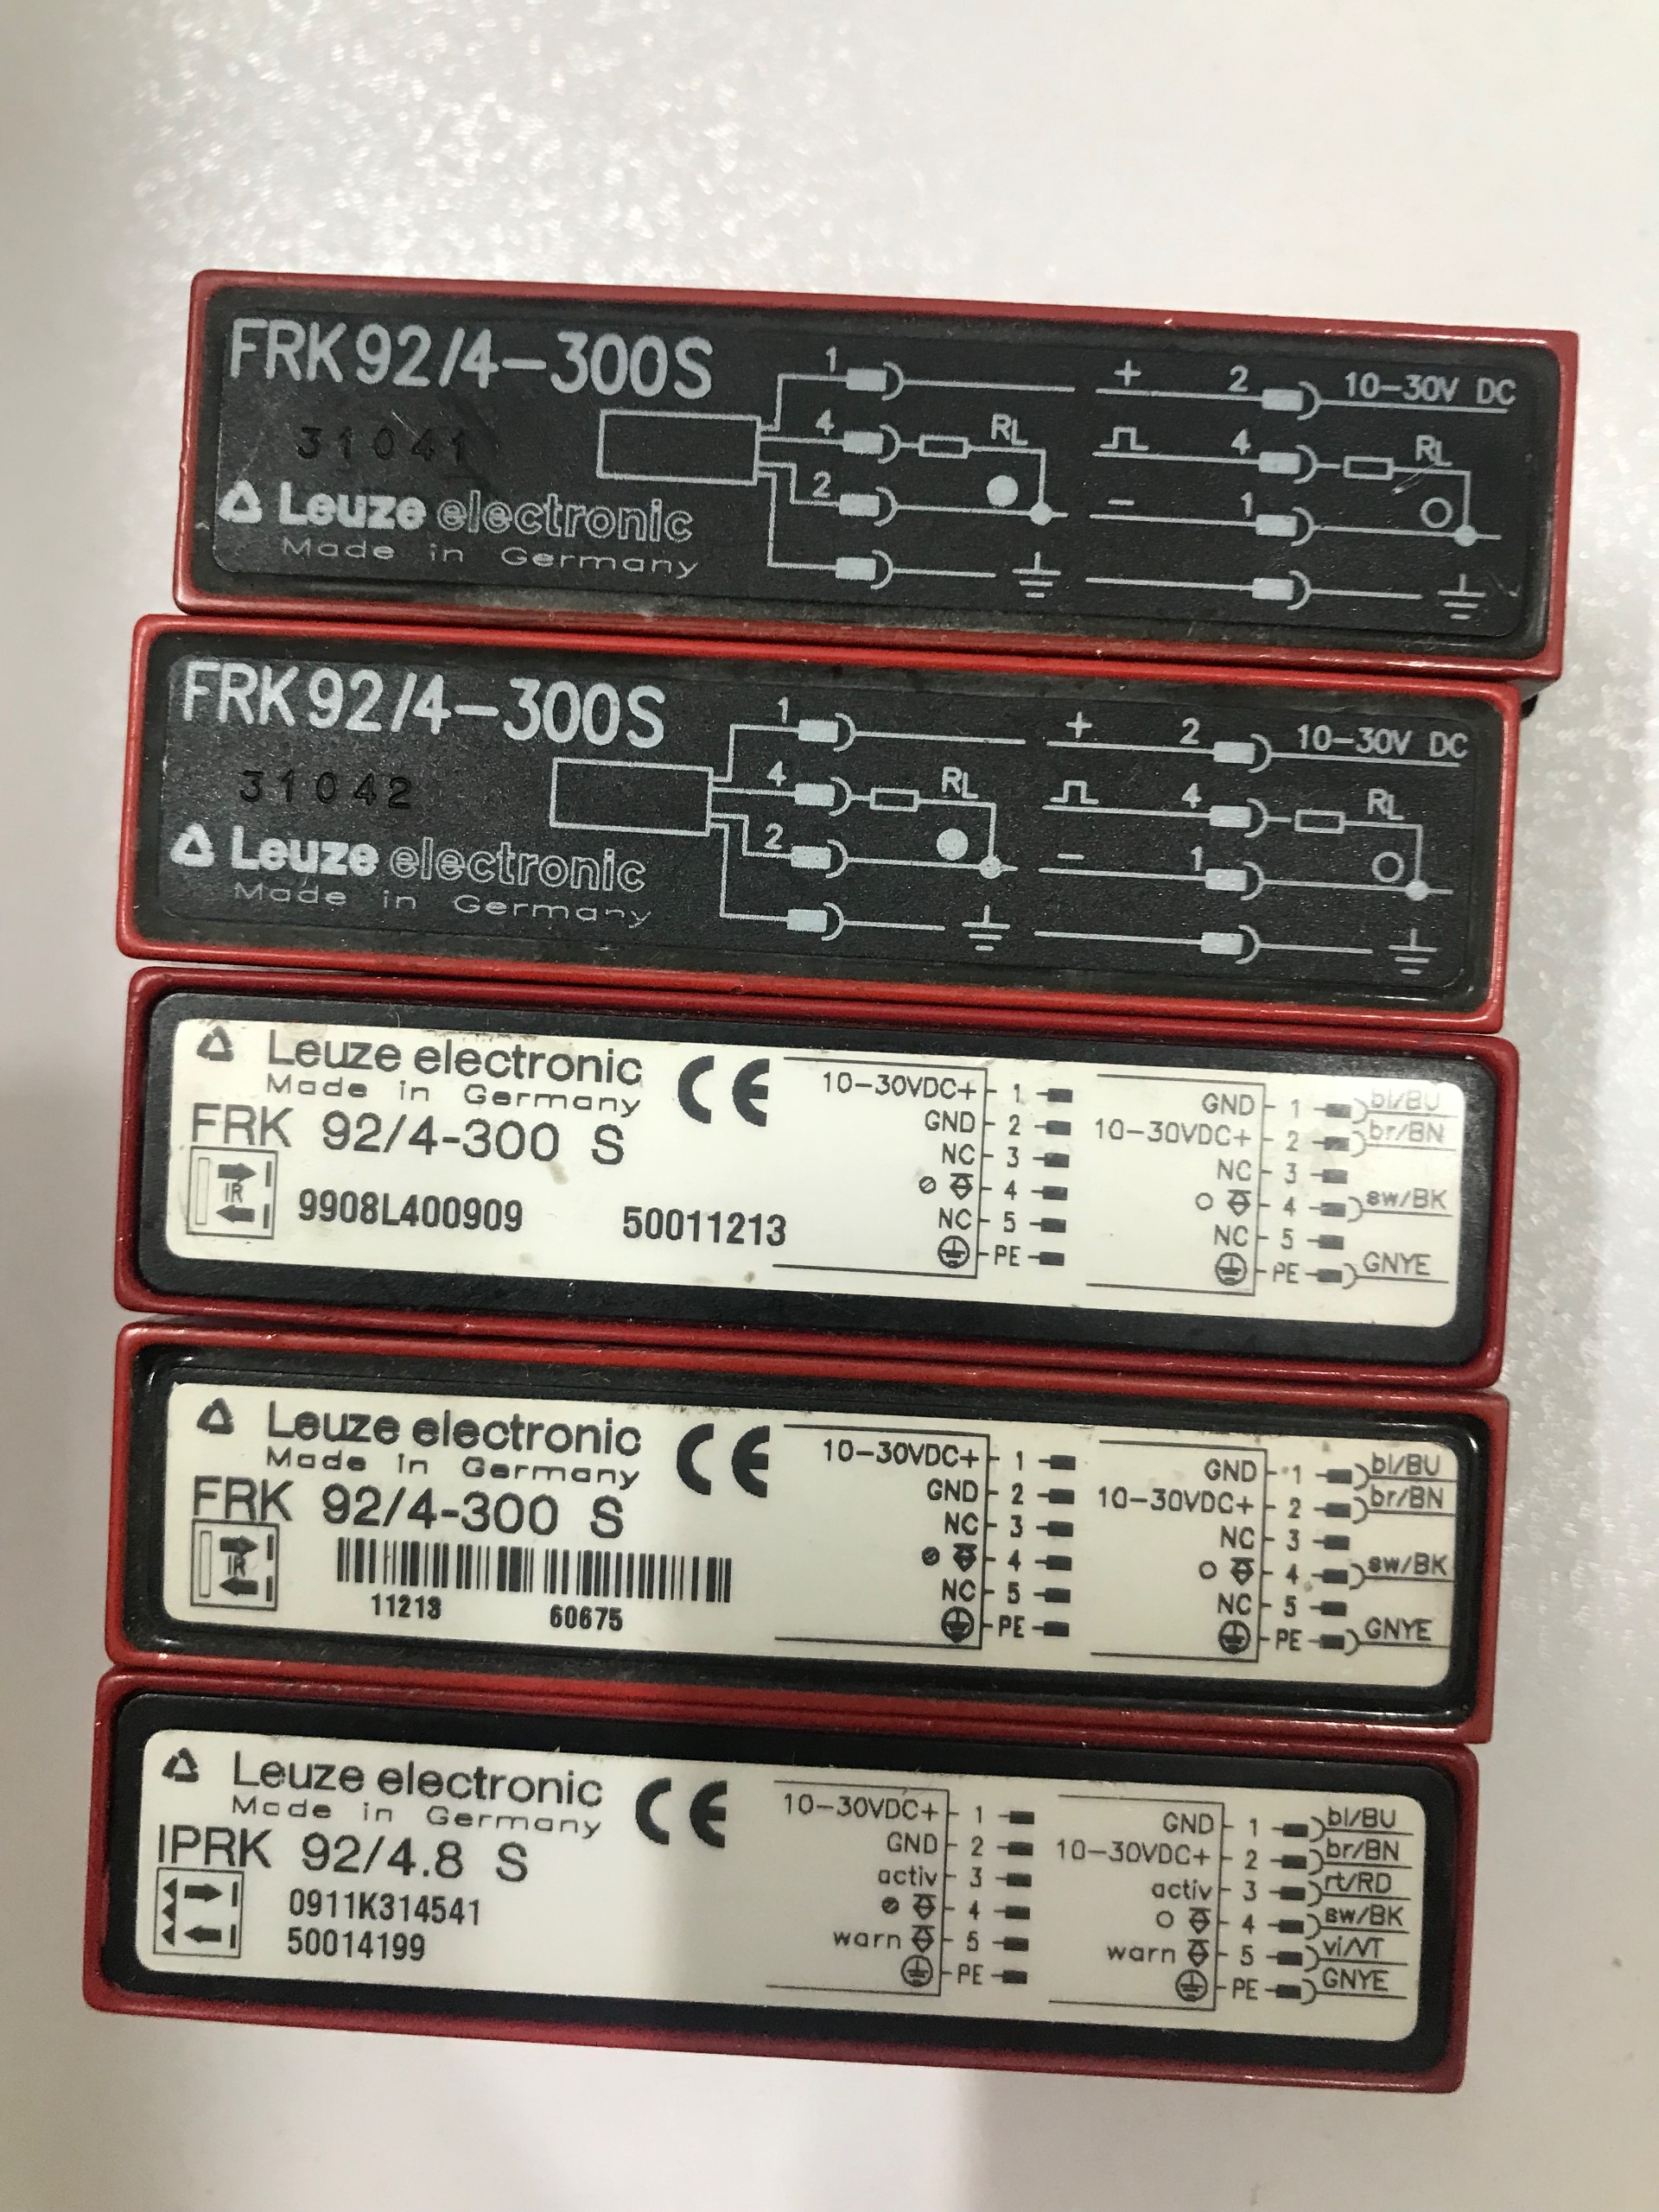 FRK92/4-300S
31041
Leuze electronic
Made in Germany
1 + 2 10-30V DC
4 RL 4 RL
2 - 1
FRK92/4-300S
31042
Leuze electronic
Made in Germany
1 + 2 10-30V DC
4 RL 4 RL
2 - 1
Leuze electronic CE
Made in Germany
FRK 92/4-300 S
IR
9908L400909 50011213
10-30VDC+ 1
GND 2
NC 3
4
NC 5
PE
GND 1 bl/BU
10-30VDC+ 2 br/BN
NC 3
4 sw/BK
NC 5
PE GNYE
Leuze electronic CE
Made in Germany
FRK 92/4-300 S
IR
11213 60675
10-30VDC+ 1
GND 2
NC 3
4
NC 5
PE
GND 1 bl/BU
10-30VDC+ 2 br/BN
NC 3
4 sw/BK
NC 5
PE GNYE
Leuze electronic CE
Made in Germany
IPRK 92/4.8 S
0911K314541
50014199
10-30VDC+ 1
GND 2
activ 3
4
warn 5
PE
GND 1 bl/BU
10-30VDC+ 2 br/BN
activ 3 rt/RD
4 sw/BK
warn 5 vi/VT
PE GNYE